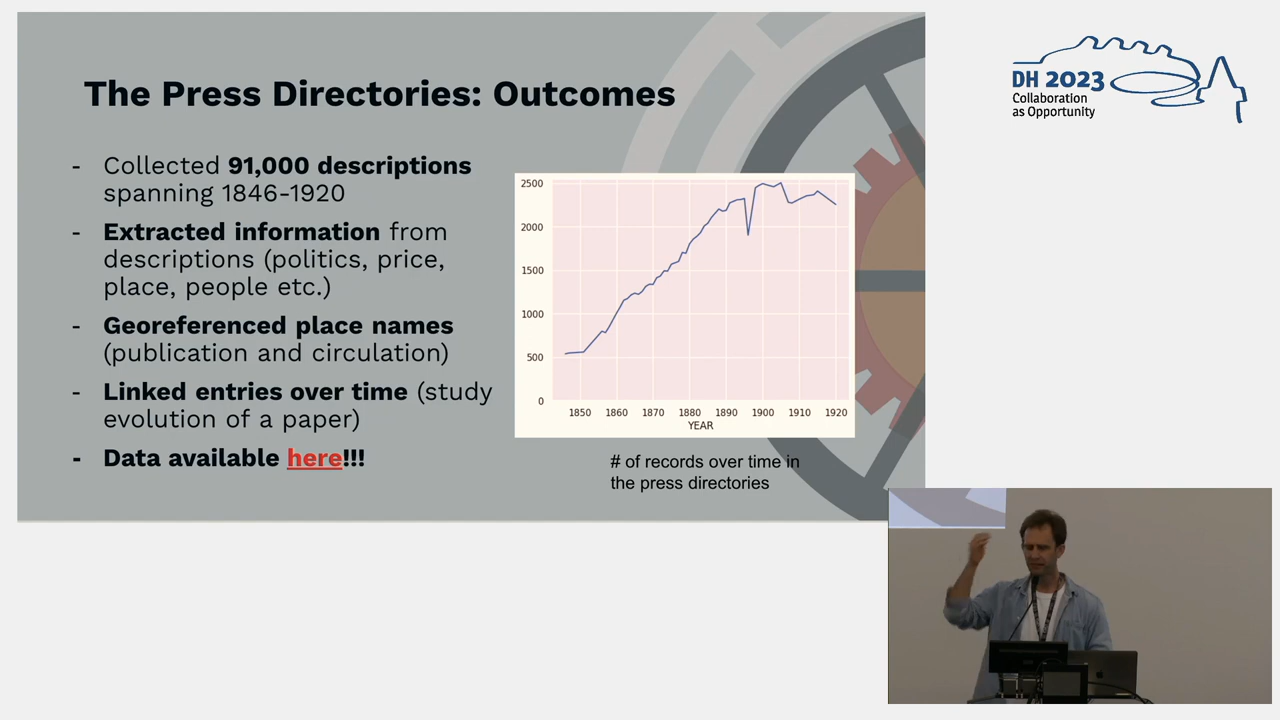 The Press Directories: Outcomes
- Collected 91,000 descriptions
spanning 1846-1920
- Extracted information from
descriptions (politics, price,
place, people etc.)
- Georeferenced place names
(publication and circulation)
- Linked entries over time (study
evolution of a paper)
- Data available here!!!
2500
2000
1500
1000
500
0
1850 1860 1870 1880 1890 1900 1910 1920
YEAR
# of records over time in
the press directories
DH 2023
Collaboration
as Opportunity